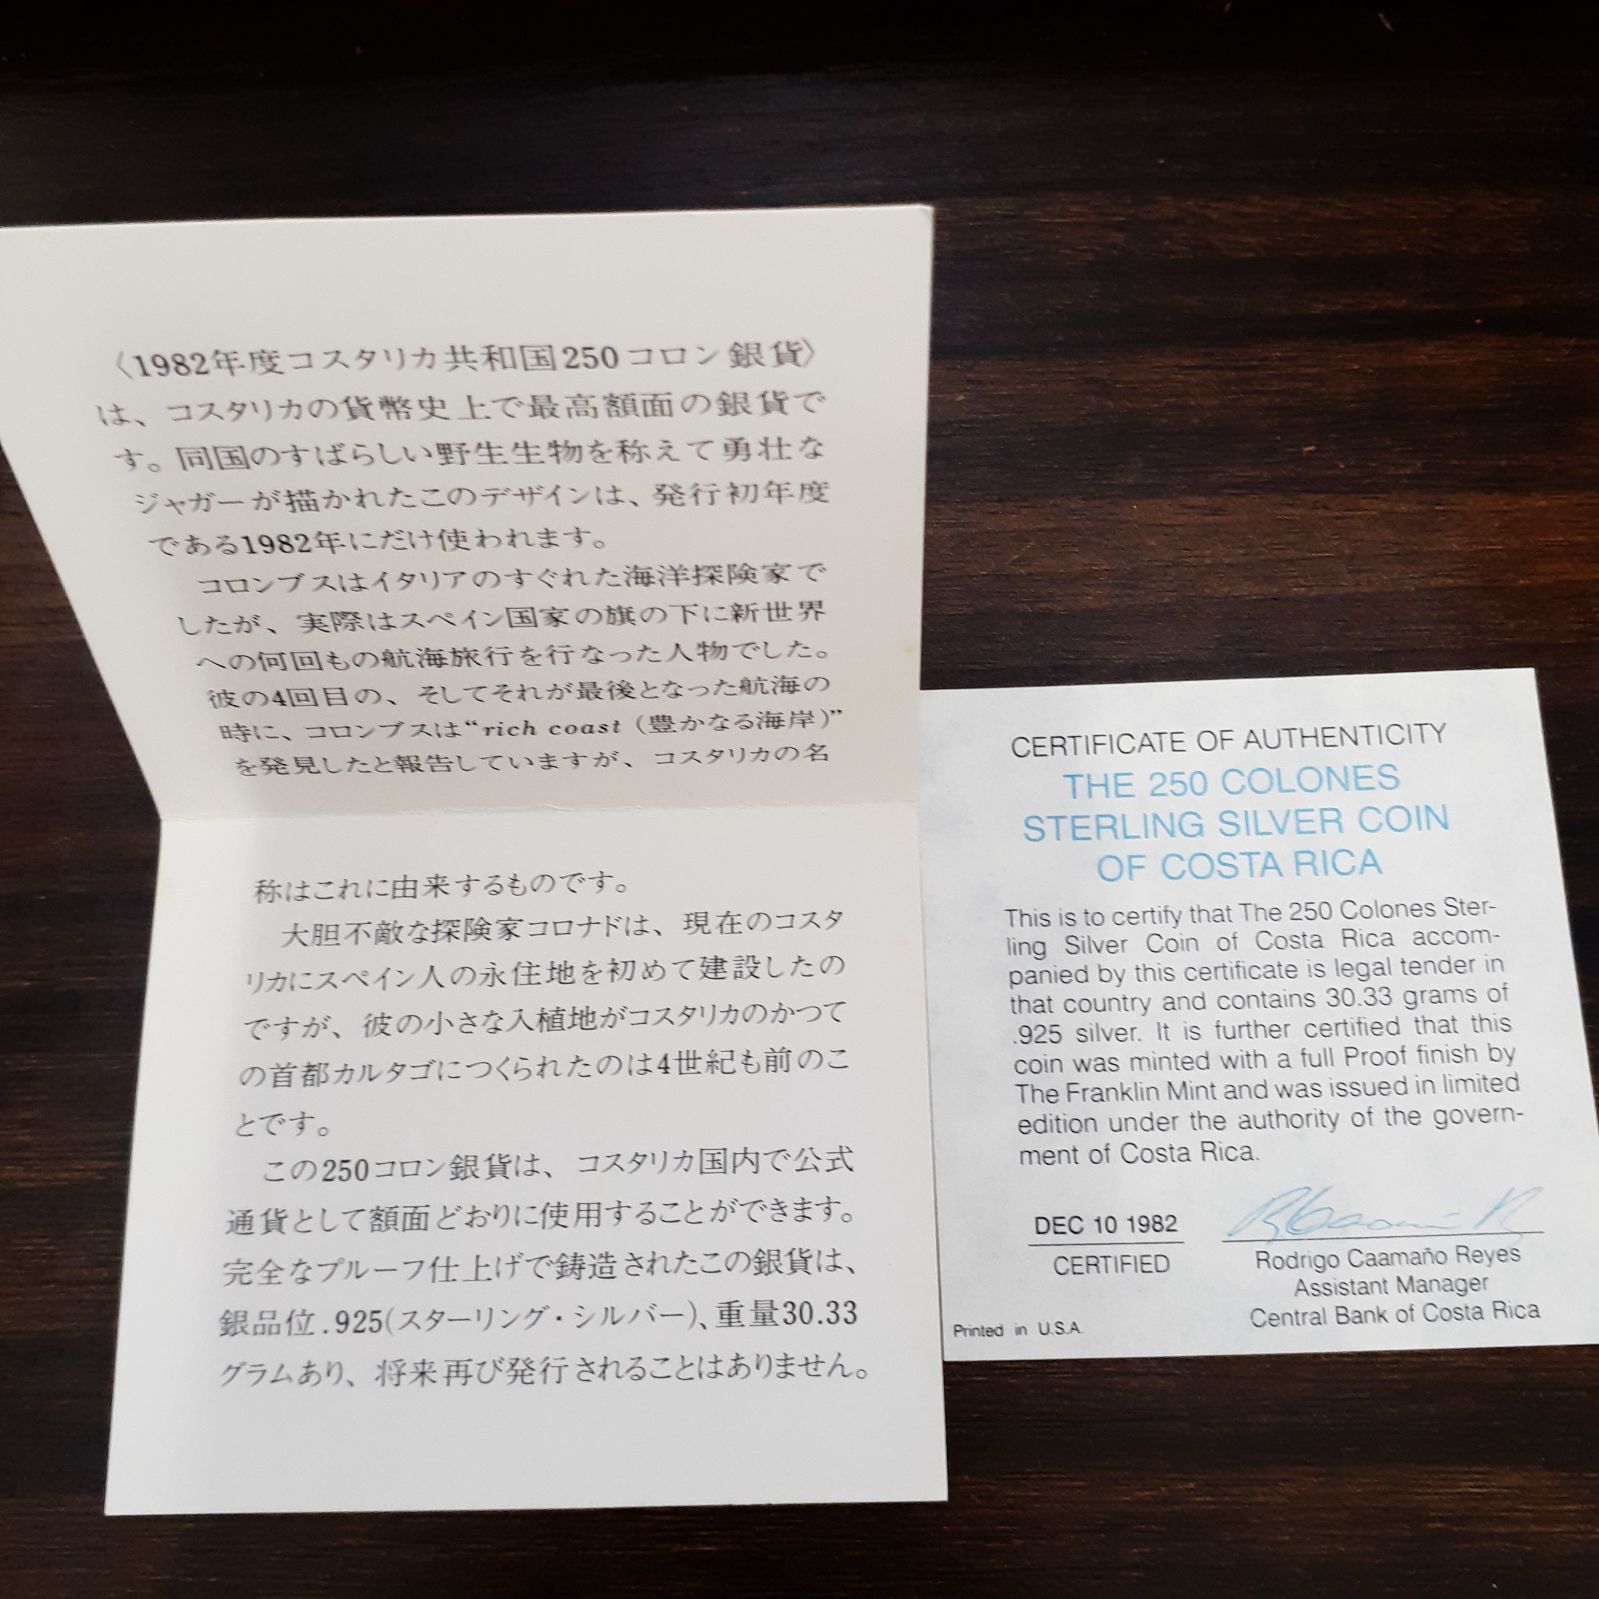 〈1982年度コスタリカ共和国250コロン銀貨〉
は、コスタリカの貨幣史上で最高額面の銀貨で
す。同国のすばらしい野生生物を称えて勇壮な
ジャガーが描かれたこのデザインは、発行初年度
である1982年にだけ使われます。
コロンブスはイタリアのすぐれた海洋探険家で
したが、実際はスペイン国家の旗の下に新世界
への何回もの航海旅行を行なった人物でした。
彼の4回目の、そしてそれが最後となった航海の
時に、コロンブスは“rich coast（豊かなる海岸）”
を発見したと報告していますが、コスタリカの名
称はこれに由来するものです。
大胆不敵な探険家コロナドは、現在のコスタ
リカにスペイン人の永住地を初めて建設したの
ですが、彼の小さな入植地がコスタリカのかつて
の首都カルタゴにつくられたのは4世紀も前のこ
とです。
この250コロン銀貨は、コスタリカ国内で公式
通貨として額面どおりに使用することができます。
完全なプルーフ仕上げで鋳造されたこの銀貨は、
銀品位.925(スターリング・シルバー)、重量30.33
グラムあり、将来再び発行されることはありません。
CERTIFICATE OF AUTHENTICITY
THE 250 COLONES
STERLING SILVER COIN
OF COSTA RICA
This is to certify that The 250 Colones Ster-
ling Silver Coin of Costa Rica accom-
panied by this certificate is legal tender in
that country and contains 30.33 grams of
.925 silver. It is further certified that this
coin was minted with a full Proof finish by
The Franklin Mint and was issued in limited
edition under the authority of the govern-
ment of Costa Rica.
DEC 10 1982
CERTIFIED
Rodrigo Caamaño Reyes
Assistant Manager
Central Bank of Costa Rica
Printed in U.S.A.